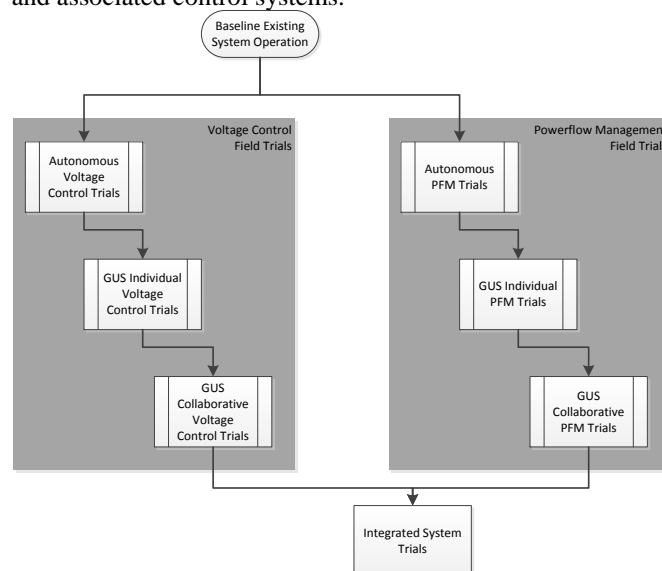 and associated control systems.
Baseline Existing
System Operation
Voltage Control
Field Trials
Autonomous
Voltage
Control Trials
GUS Individual
Voltage
Control Trials
GUS
Collaborative
Voltage
Control Trials
Powerflow Managemen
Field Trial
Autonomous
PFM Trials
GUS Individual
PFM Trials
GUS
Collaborative
PFM Trials
Integrated System
Trials